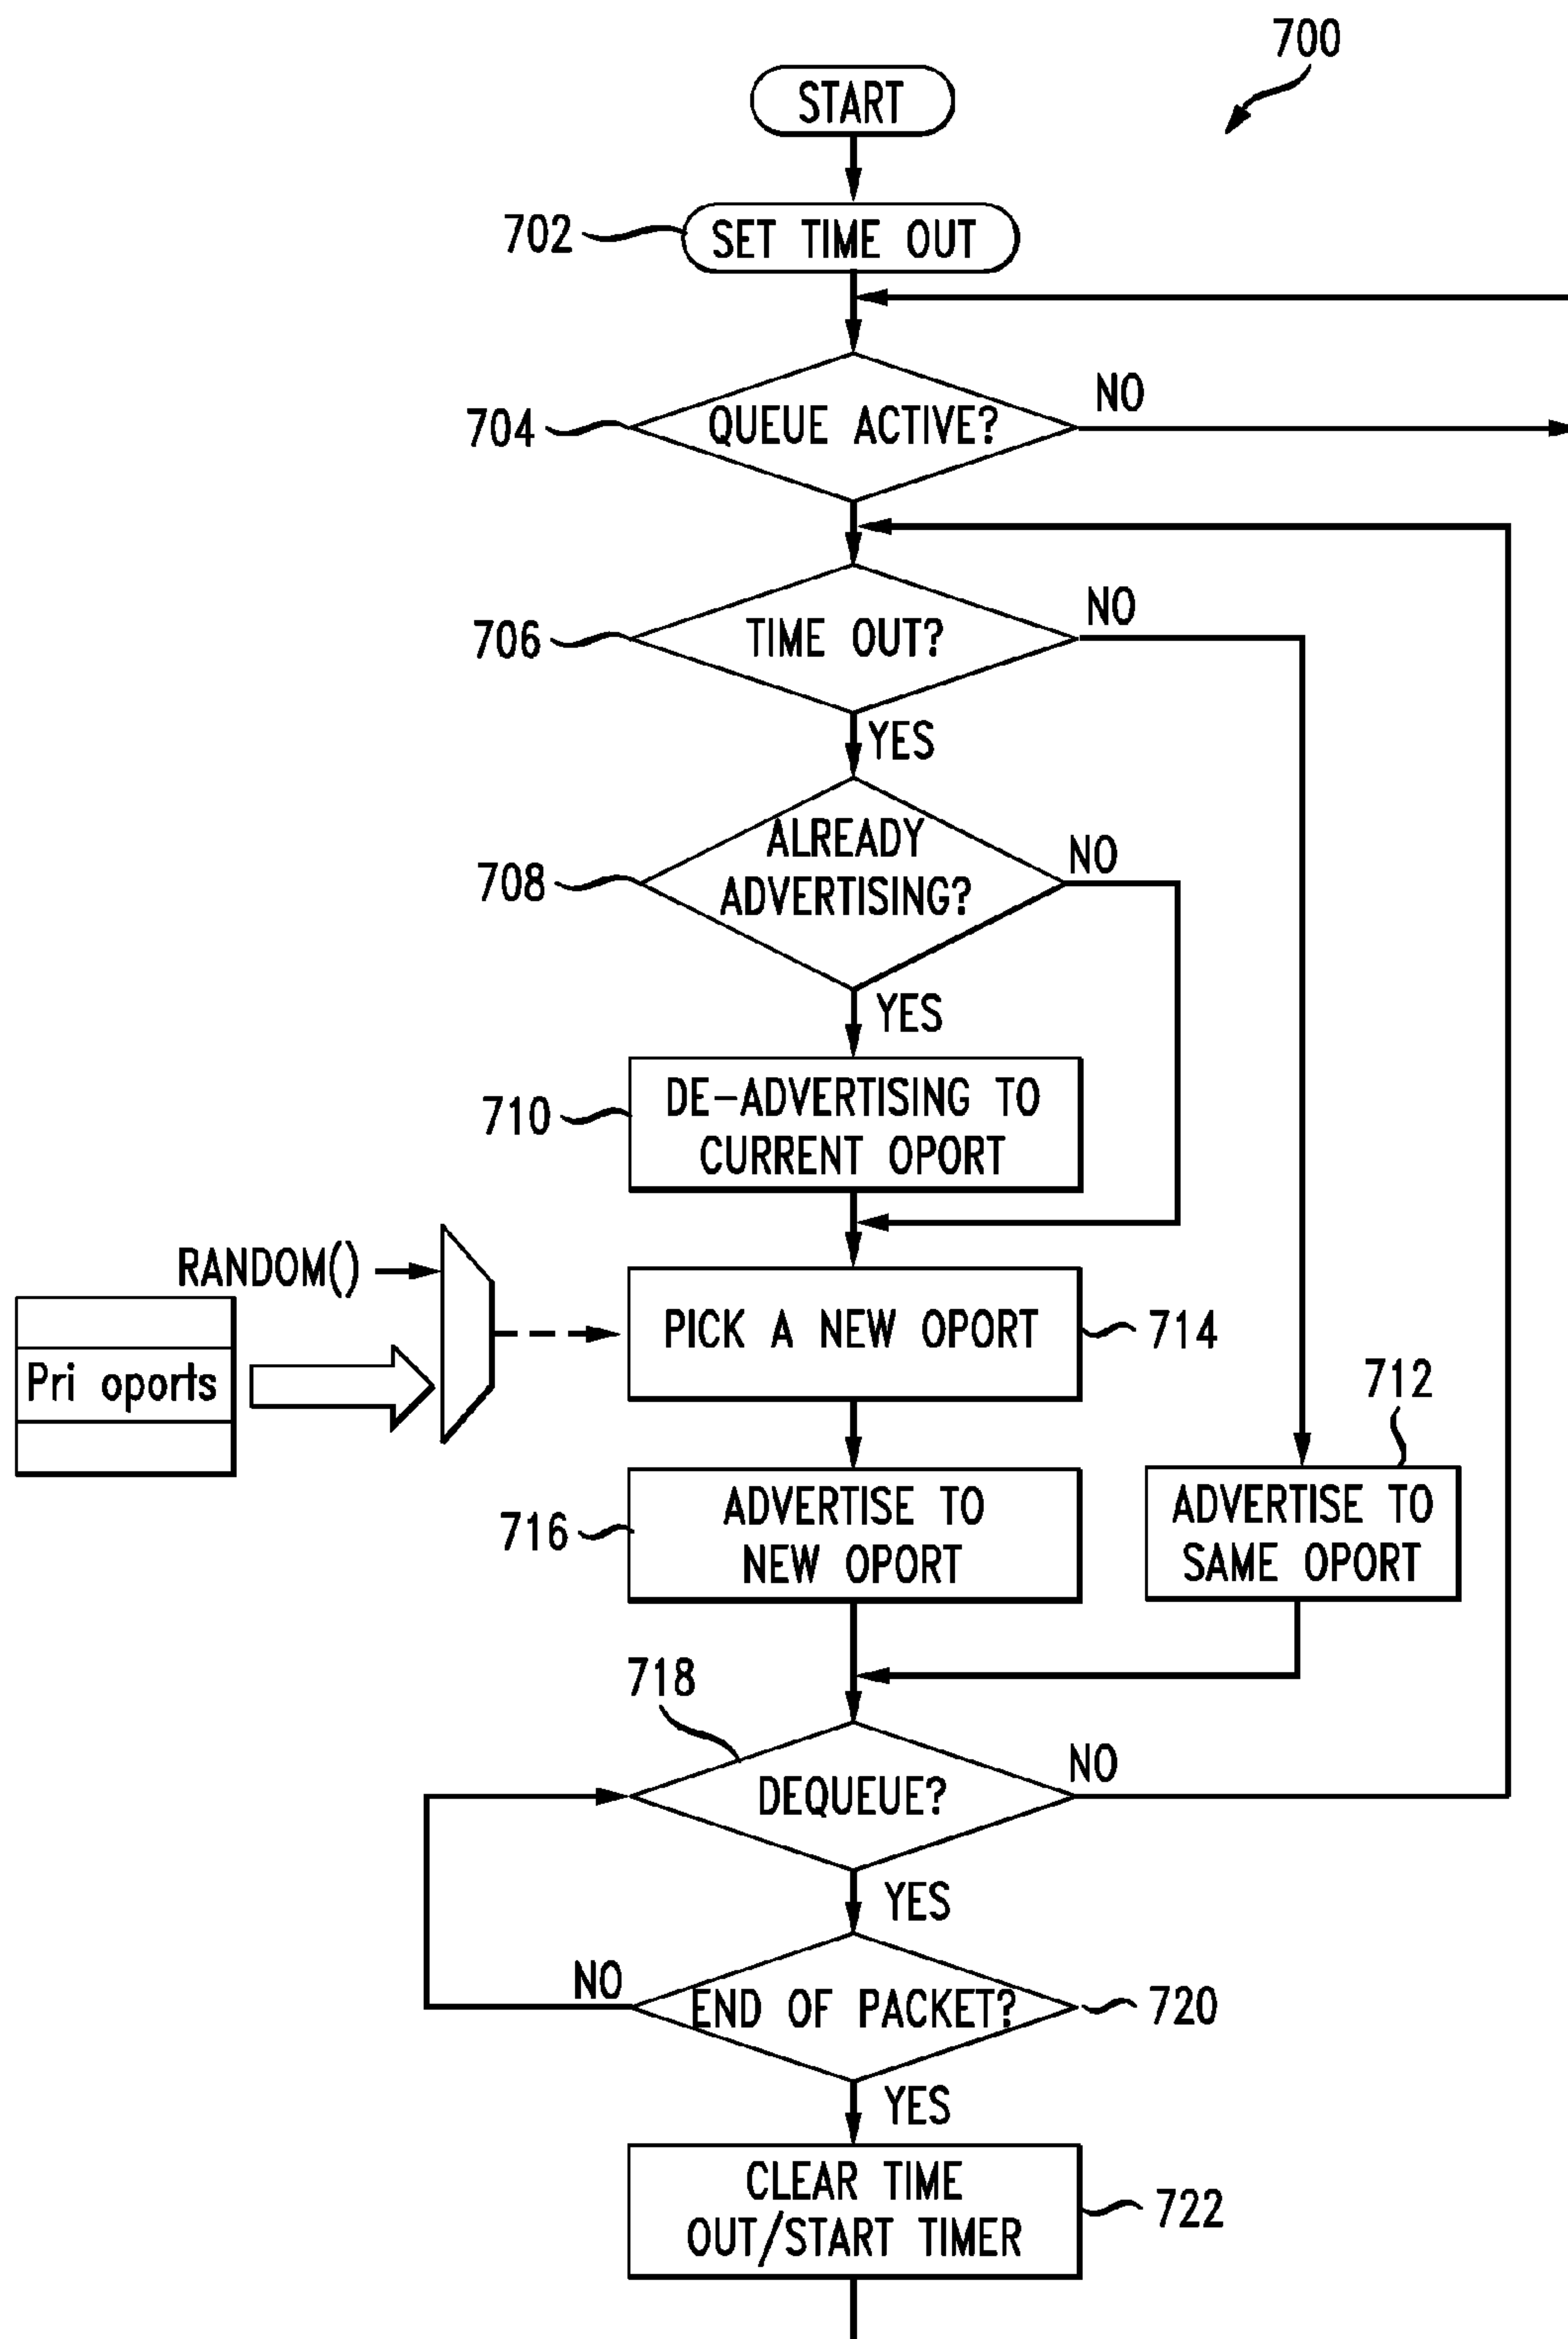 700
START
702
SET TIME OUT
704
QUEUE ACTIVE?
NO
706
TIME OUT?
NO
YES
708
ALREADY
ADVERTISING?
NO
YES
710
DE-ADVERTISING TO
CURRENT OPORT
RANDOM()
Pri oports
PICK A NEW OPORT
714
712
716
ADVERTISE TO
NEW OPORT
ADVERTISE TO
SAME OPORT
718
DEQUEUE?
NO
YES
NO
END OF PACKET?
720
YES
CLEAR TIME
OUT/START TIMER
722